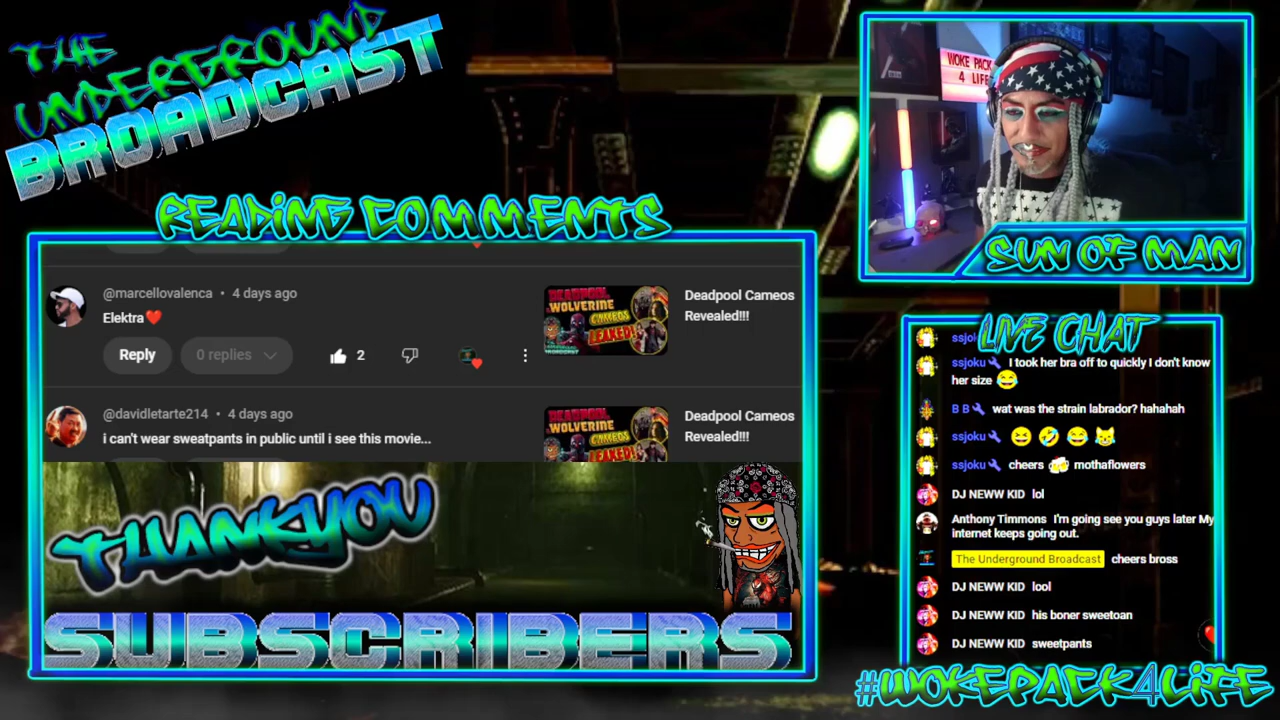 THE
UNDERGROUND
BROADCAST
READING COMMENTS
@marcellovalenca • 4 days ago
Elektra❤️
Reply 0 replies 2
DEADPOOL
WOLVERINE
CAMEOS
LEAKED!
Deadpool Cameos
Revealed!!!
@davidletarte214 • 4 days ago
i can't wear sweatpants in public until i see this movie...
DEADPOOL
WOLVERINE
CAMEOS
LEAKED!
Deadpool Cameos
Revealed!!!
THANKYOU
SUBSCRIBERS
WOKE PACK
4 LIFE
SUN OF MAN
LIVE CHAT
ssjoku I took her bra off to quickly I don't know
her size 😂
B B wat was the strain labrador? hahahah
ssjoku 😆 🤣 😂 😹
ssjoku cheers 🍻 mothaflowers
DJ NEWW KID lol
Anthony Timmons I'm going see you guys later My
internet keeps going out.
The Underground Broadcast cheers bross
DJ NEWW KID lool
DJ NEWW KID his boner sweetoan
DJ NEWW KID sweetpants
#WOKEPACK4LIFE